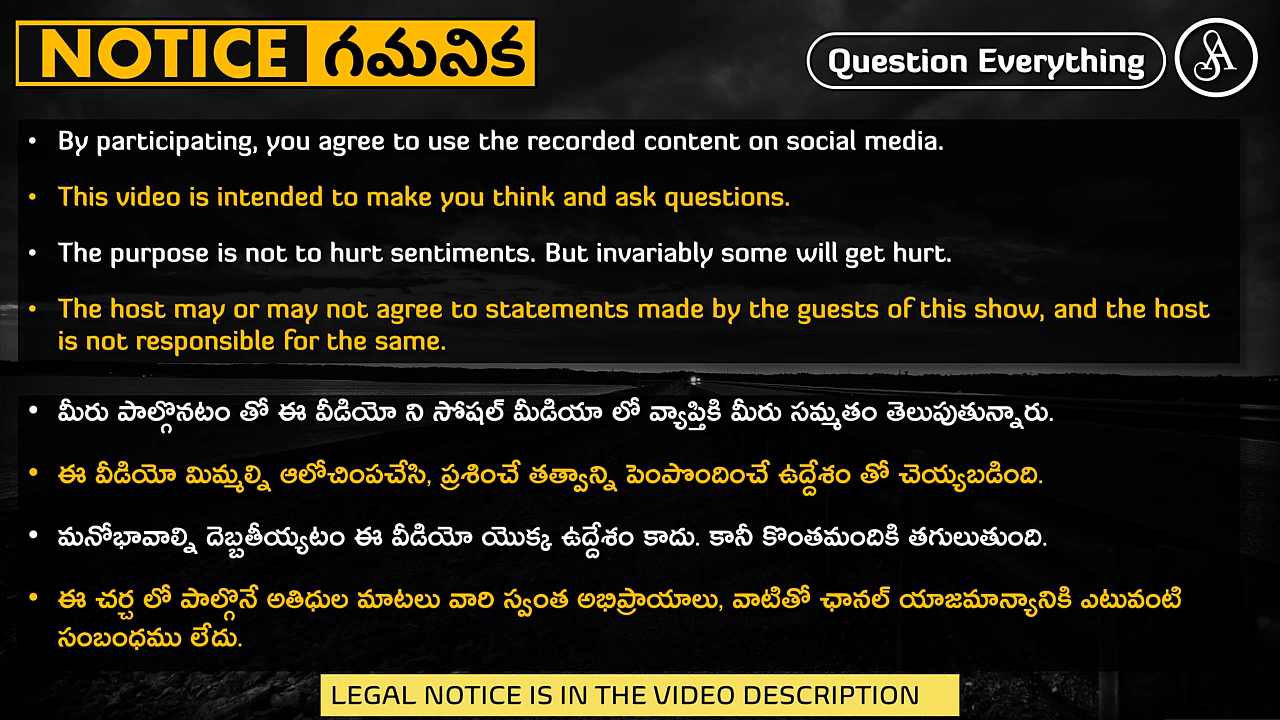 NOTICE గమనిక
Question Everything
• By participating, you agree to use the recorded content on social media.
• This video is intended to make you think and ask questions.
• The purpose is not to hurt sentiments. But invariably some will get hurt.
• The host may or may not agree to statements made by the guests of this show, and the host
is not responsible for the same.
• మీరు పాల్గొనటం తో ఈ వీడియో ని సోషల్ మీడియా లో వ్యాప్తికి మీరు సమ్మతం తెలుపుతున్నారు.
• ఈ వీడియో మిమ్మల్ని ఆలోచింపచేసి, ప్రశించే తత్వాన్ని పెంపొందించే ఉద్దేశం తో చెయ్యబడింది.
• మనోభావాల్ని దెబ్బతీయ్యటం ఈ వీడియో యొక్క ఉద్దేశం కాదు. కానీ కొంతమందికి తగులుతుంది.
• ఈ చర్చ లో పాల్గొనే అతిధుల మాటలు వారి స్వంత అభిప్రాయాలు, వాటితో ఛానల్ యాజమాన్యానికి ఎటువంటి
సంబంధము లేదు.
LEGAL NOTICE IS IN THE VIDEO DESCRIPTION